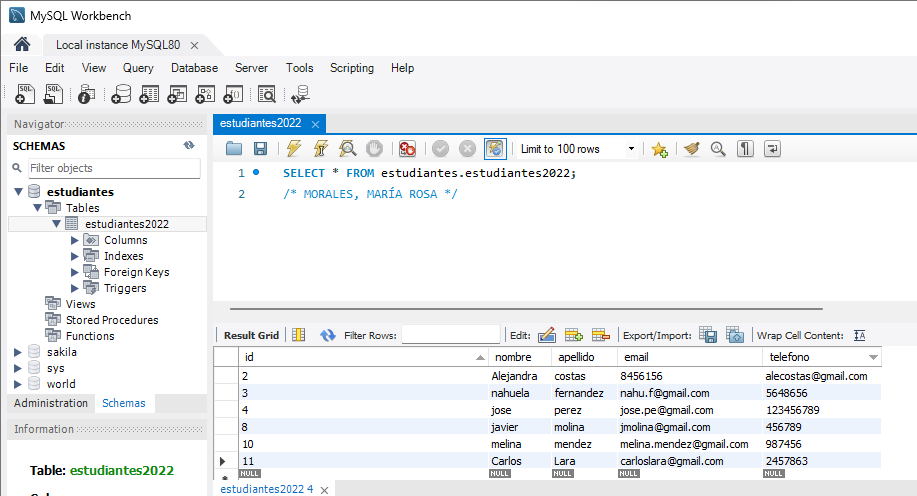 MySQL Workbench
Local instance MySQL80
File Edit View Query Database Server Tools Scripting Help
Navigator
SCHEMAS
Filter objects
estudiantes
Tables
estudiantes2022
Columns
Indexes
Foreign Keys
Triggers
Views
Stored Procedures
Functions
sakila
sys
world
Administration Schemas
Information
Table: estudiantes2022
estudiantes2022
Limit to 100 rows
1 SELECT * FROM estudiantes.estudiantes2022;
2 /* MORALES, MARÍA ROSA */
Result Grid Filter Rows: Edit: Export/Import: Wrap Cell Content:
id nombre apellido email telefono
2 Alejandra costas 8456156 alecostas@gmail.com
3 nahuela fernandez nahu.f@gmail.com 5648656
4 jose perez jose.pe@gmail.com 123456789
8 javier molina jmolina@gmail.com 456789
10 melina mendez melina.mendez@gmail.com 987456
11 Carlos Lara carloslara@gmail.com 2457863
NULL NULL NULL NULL NULL
estudiantes2022 4